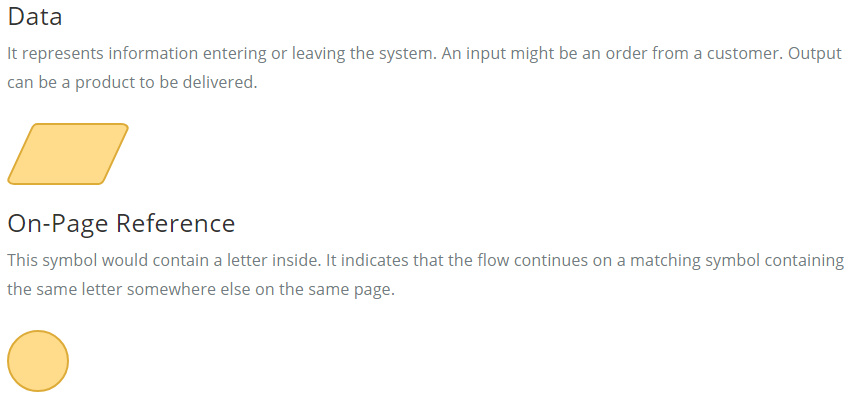 Data
It represents information entering or leaving the system. An input might be an order from a customer. Output
can be a product to be delivered.
On-Page Reference
This symbol would contain a letter inside. It indicates that the flow continues on a matching symbol containing
the same letter somewhere else on the same page.